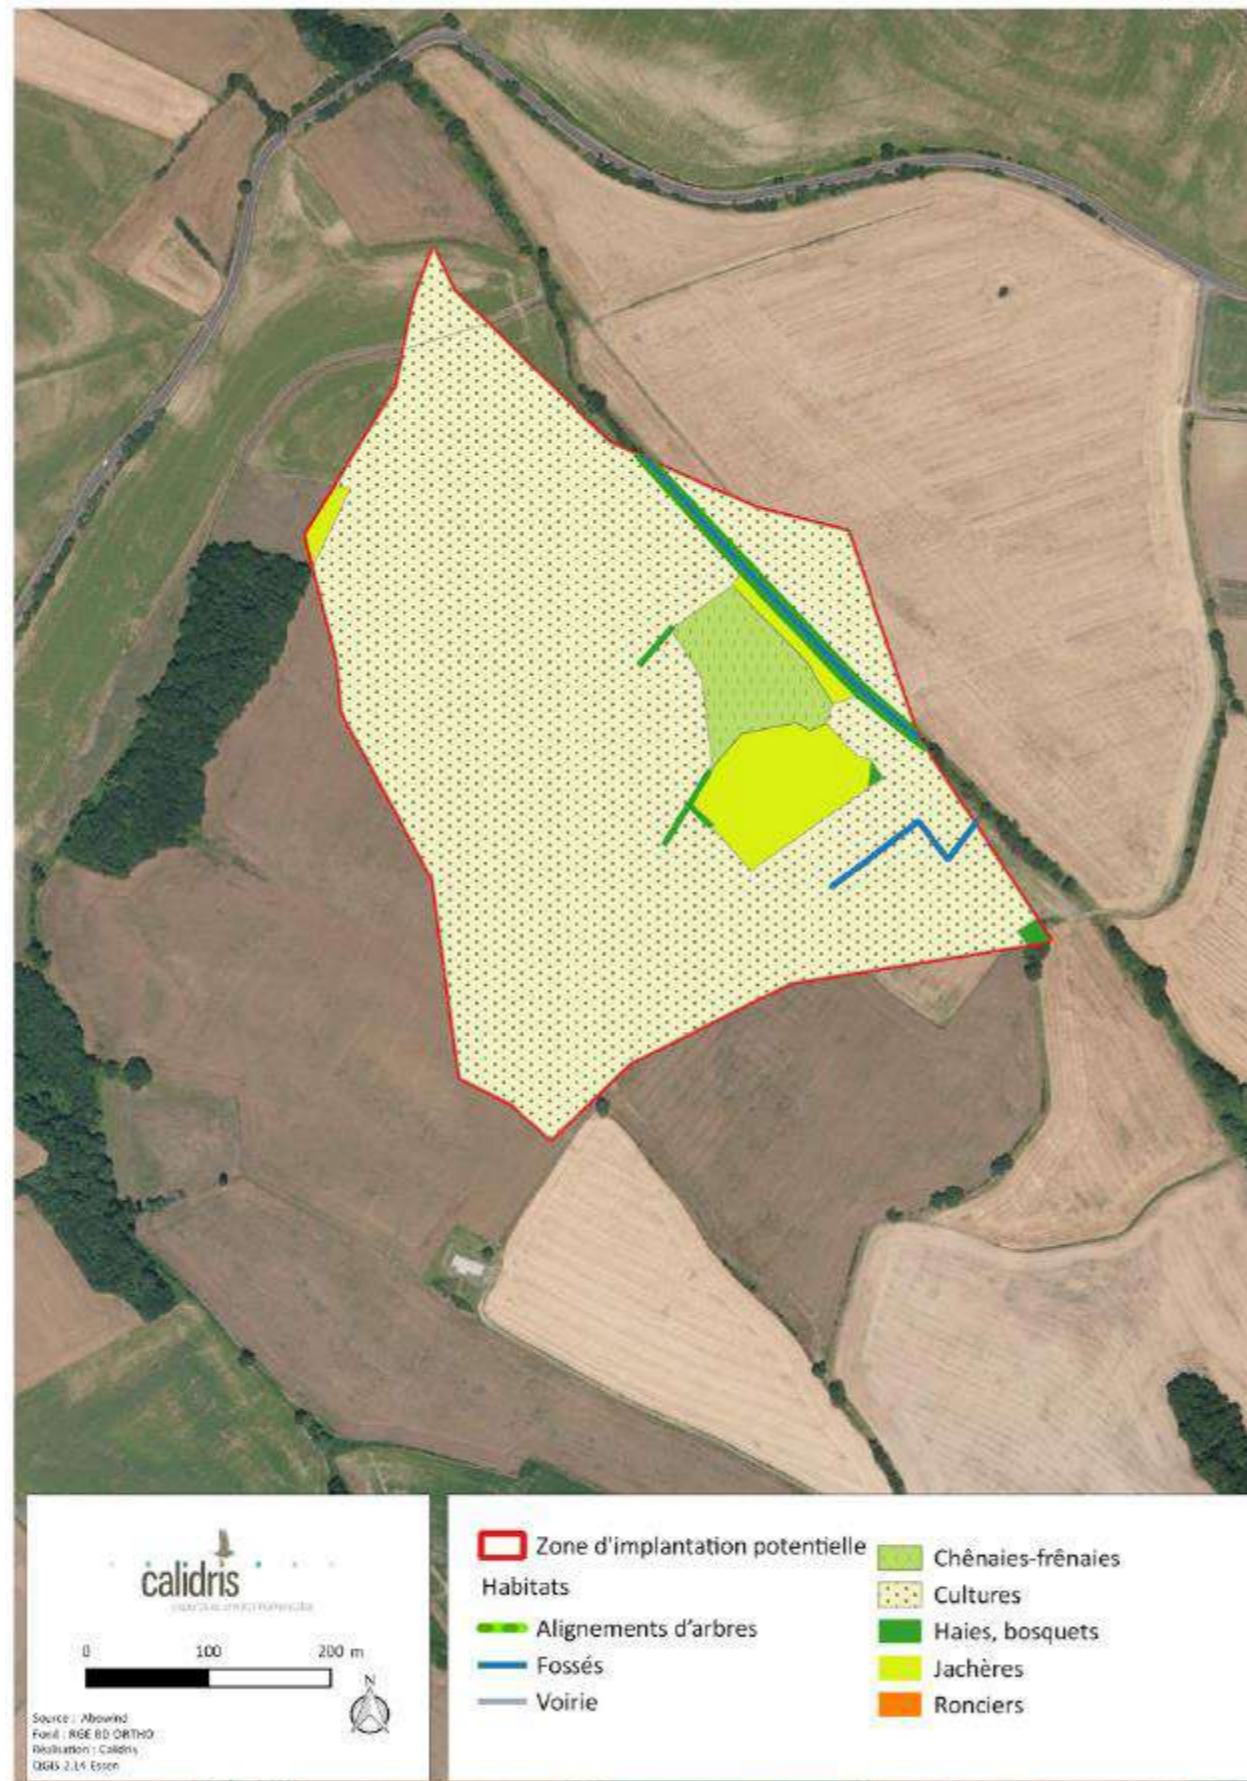 calidris
0 100 200 m
N
Source : Abowind
Fond : RGE BD ORTHO
Réalisation : Calidris
QGIS 2.14 Essen
Zone d'implantation potentielle
Habitats
Alignements d'arbres
Fossés
Voirie
Chênaies-frênaies
Cultures
Haies, bosquets
Jachères
Ronciers